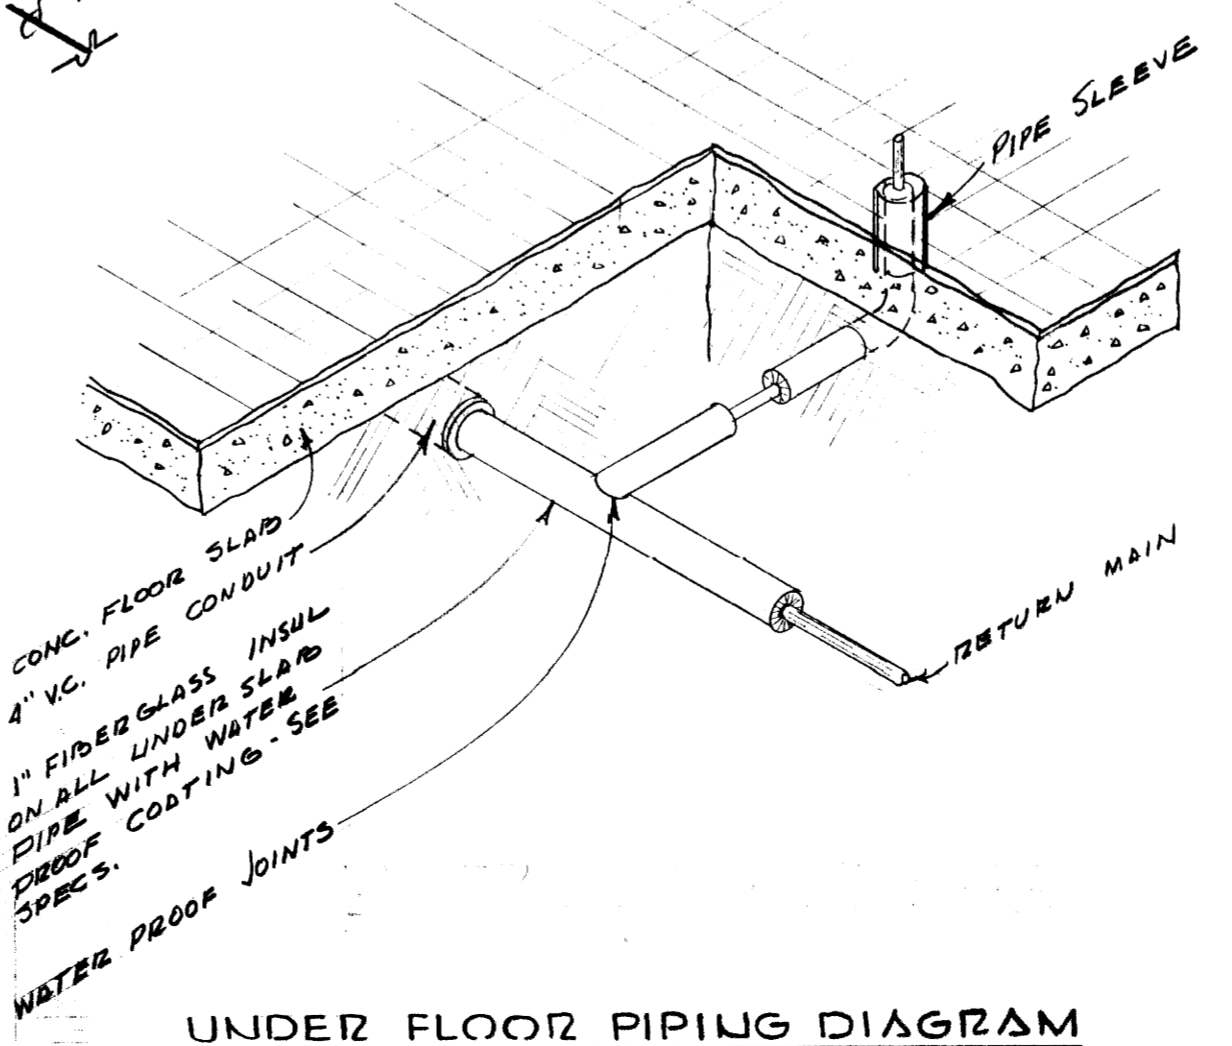 PIPE SLEEVE
CONC. FLOOR SLAB
4" V.C. PIPE CONDUIT
1" FIBERGLASS INSUL
ON ALL UNDER SLAB
PIPE WITH WATER
PROOF COATING - SEE
SPECS.
WATER PROOF JOINTS
RETURN MAIN
UNDER FLOOR PIPING DIAGRAM